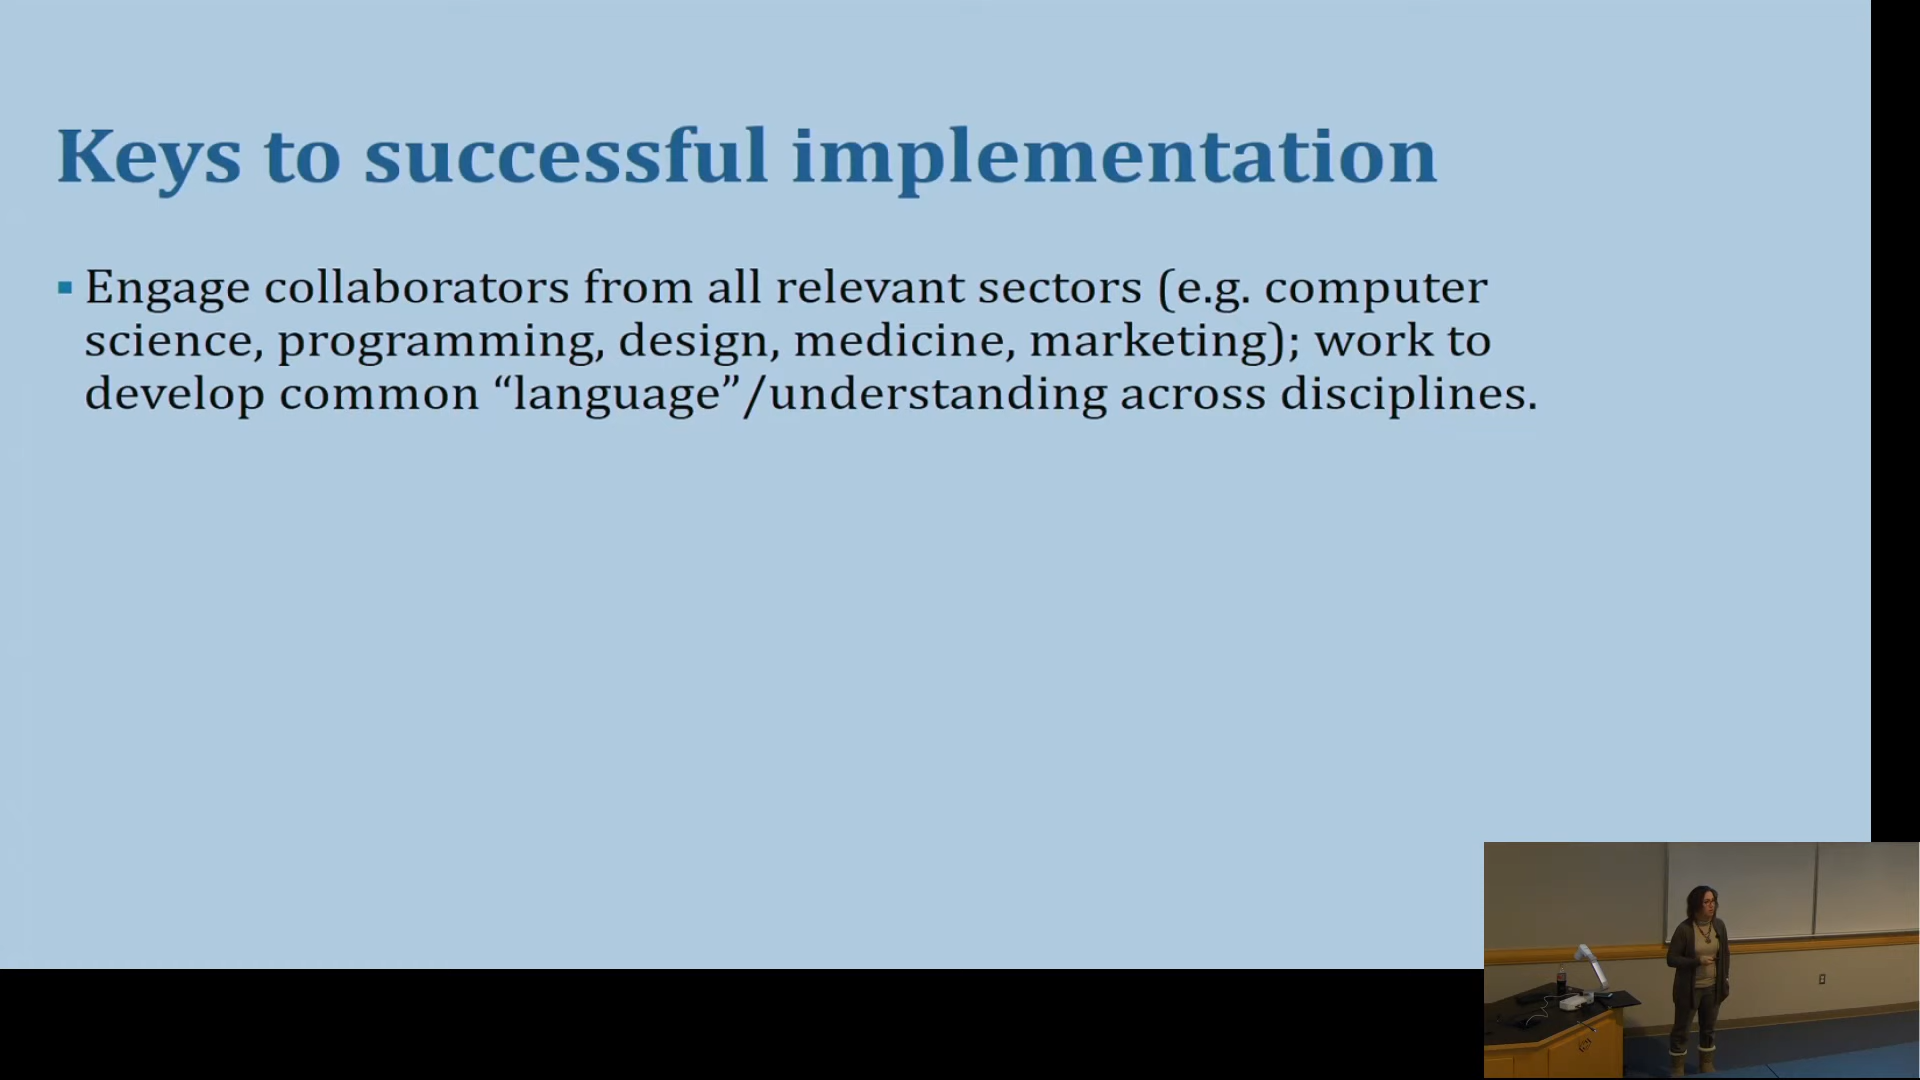 Keys to successful implementation
Engage collaborators from all relevant sectors (e.g. computer
science, programming, design, medicine, marketing); work to
develop common “language”/understanding across disciplines.